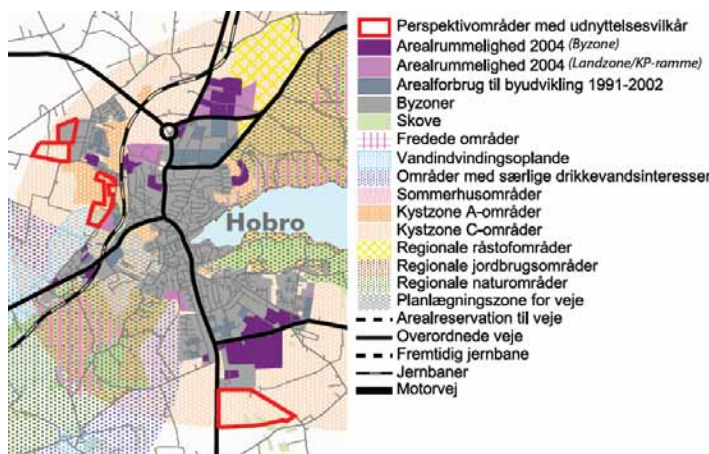 Hobro
Perspektivområder med udnyttelsesvilkår
Arealrummelighed 2004 (Byzone)
Arealrummelighed 2004 (Landzone/KP-ramme)
Arealforbrug til byudvikling 1991-2002
Byzoner
Skove
Fredede områder
Vandindvindingsoplande
Områder med særlige drikkevandsinteresser
Sommerhusområder
Kystzone A-områder
Kystzone C-områder
Regionale råstofområder
Regionale jordbrugsområder
Regionale naturområder
Planlægningszone for veje
Arealreservation til veje
Overordnede veje
Fremtidig jernbane
Jernbaner
Motorvej